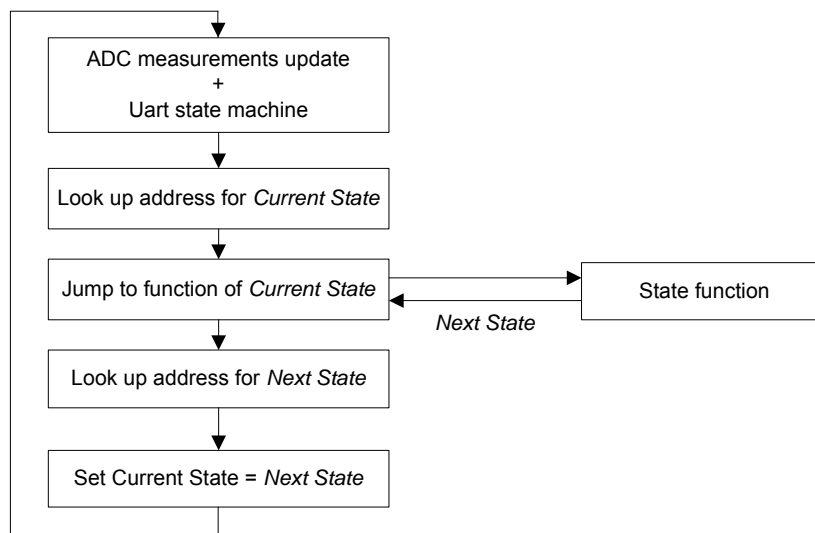 ADC measurements update
+
Uart state machine
Look up address for Current State
Jump to function of Current State
State function
Next State
Look up address for Next State
Set Current State = Next State